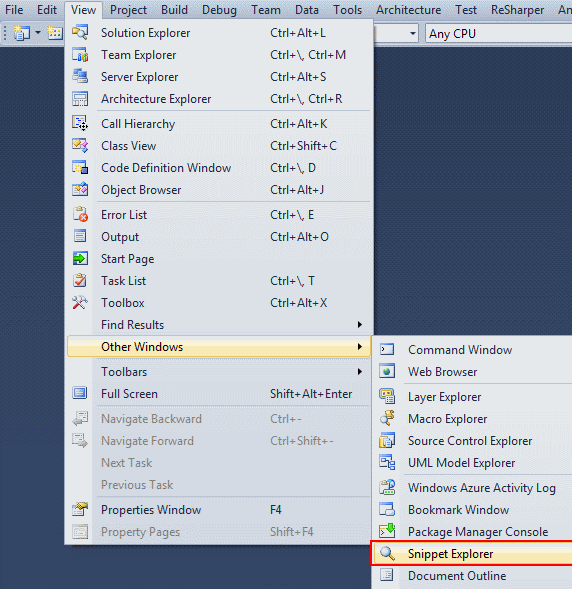 File Edit View Project Build Debug Team Data Tools Architecture Test ReSharper An
Any CPU
Solution Explorer Ctrl+Alt+L
Team Explorer Ctrl+\, Ctrl+M
Server Explorer Ctrl+Alt+S
Architecture Explorer Ctrl+\, Ctrl+R
Call Hierarchy Ctrl+Alt+K
Class View Ctrl+Shift+C
Code Definition Window Ctrl+\, D
Object Browser Ctrl+Alt+J
Error List Ctrl+\, E
Output Ctrl+Alt+O
Start Page
Task List Ctrl+\, T
Toolbox Ctrl+Alt+X
Find Results
Other Windows
Toolbars
Full Screen Shift+Alt+Enter
Navigate Backward Ctrl+-
Navigate Forward Ctrl+Shift+-
Next Task
Previous Task
Properties Window F4
Property Pages Shift+F4
Command Window
Web Browser
Layer Explorer
Macro Explorer
Source Control Explorer
UML Model Explorer
Windows Azure Activity Log
Bookmark Window
Package Manager Console
Snippet Explorer
Document Outline